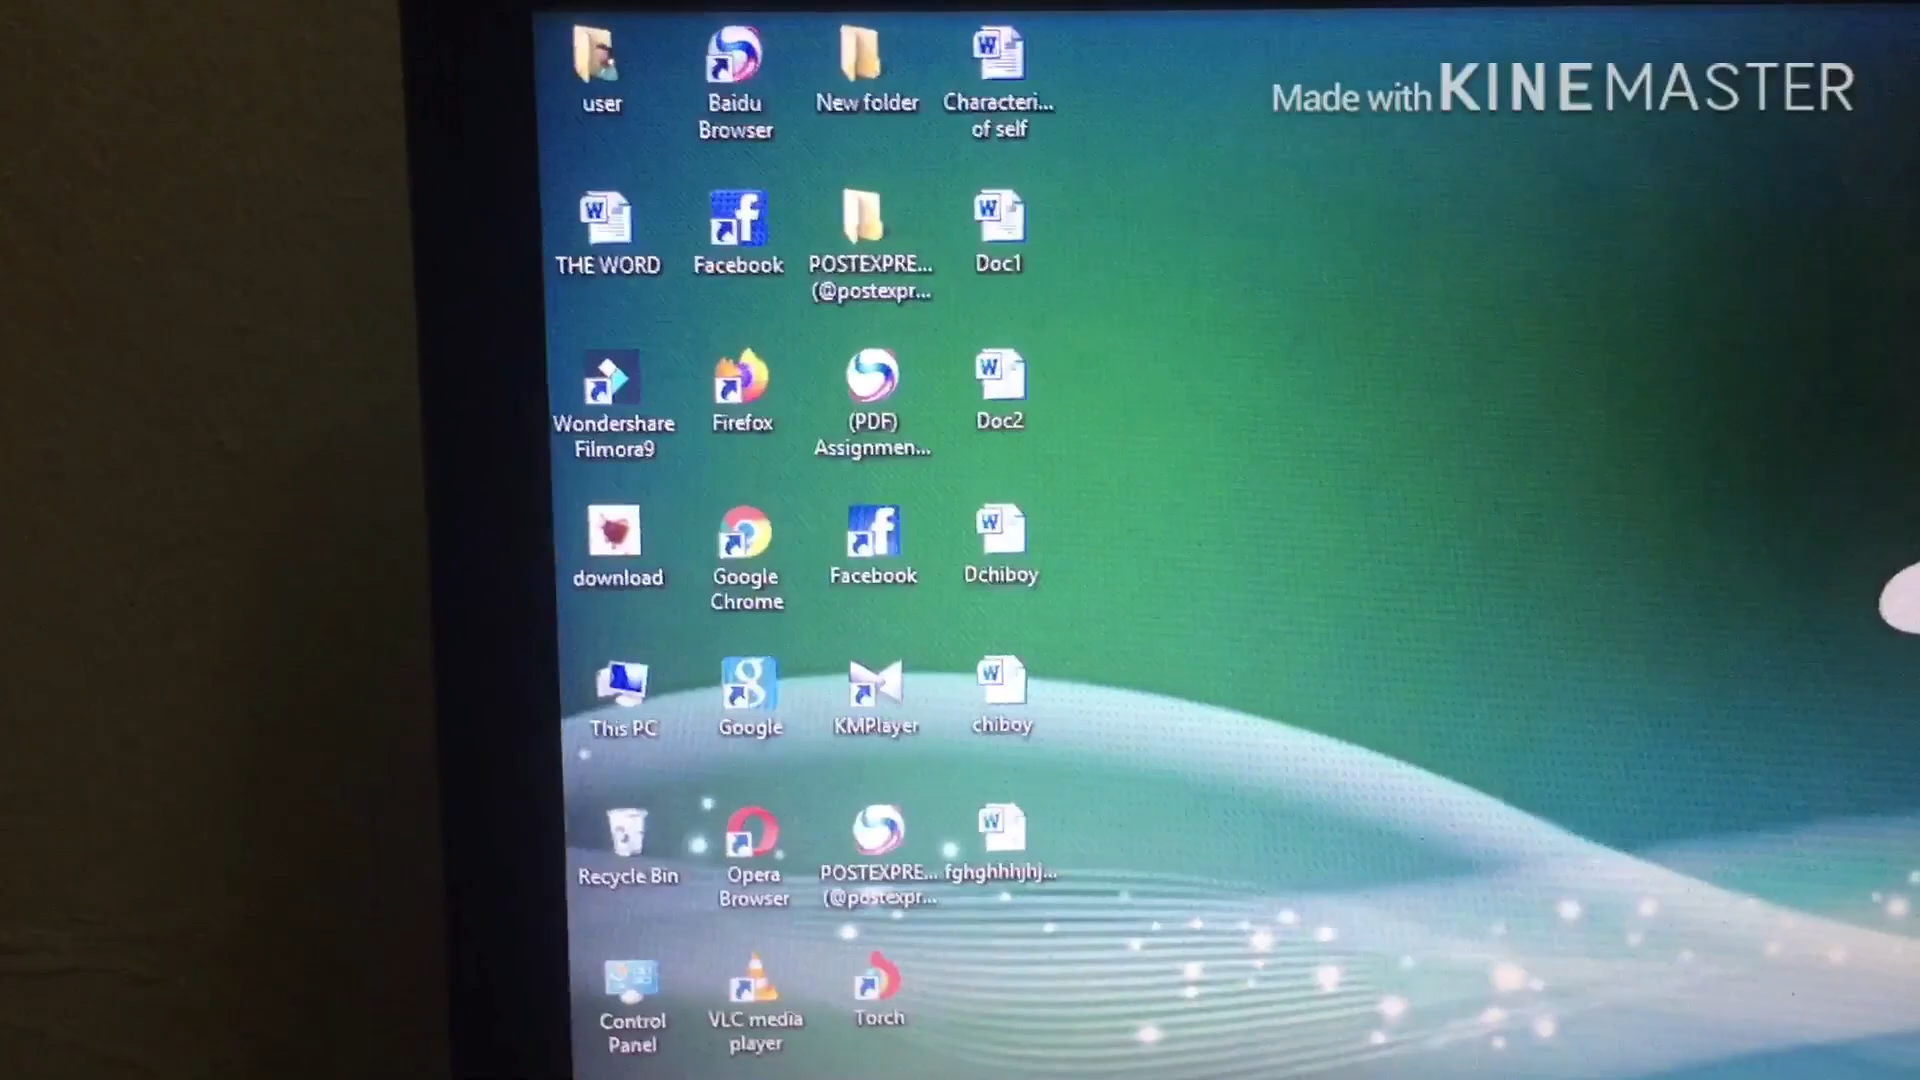 Made with KINEMASTER
user
Baidu
Browser
New folder
Characteri...
of self
THE WORD
Facebook
POSTEXPRE...
(@postexpr...
Doc1
Wondershare
Filmora9
Firefox
(PDF)
Assignmen...
Doc2
download
Google
Chrome
Facebook
Dchiboy
This PC
Google
KMPlayer
chiboy
Recycle Bin
Opera
Browser
POSTEXPRE...
(@postexpr...
fghghhhjhj...
Control
Panel
VLC media
player
Torch